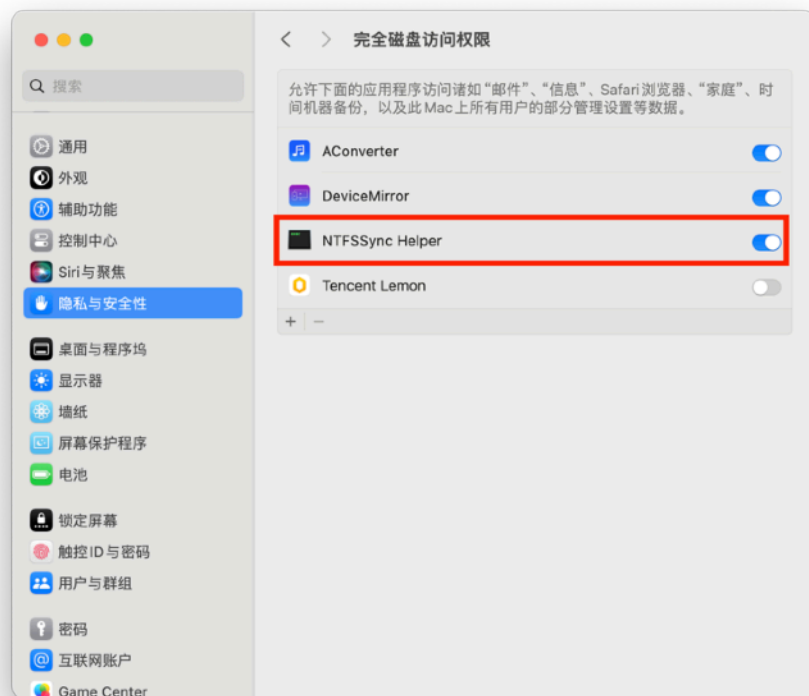 完全磁盘访问权限
搜索
通用
外观
辅助功能
控制中心
Siri与聚焦
隐私与安全性
桌面与程序坞
显示器
墙纸
屏幕保护程序
电池
锁定屏幕
触控ID与密码
用户与群组
密码
互联网账户
Game Center
允许下面的应用程序访问诸如“邮件”、“信息”、Safari浏览器、“家庭”、时
间机器备份，以及此Mac上所有用户的部分管理设置等数据。
AConverter
DeviceMirror
NTFSSync Helper
Tencent Lemon